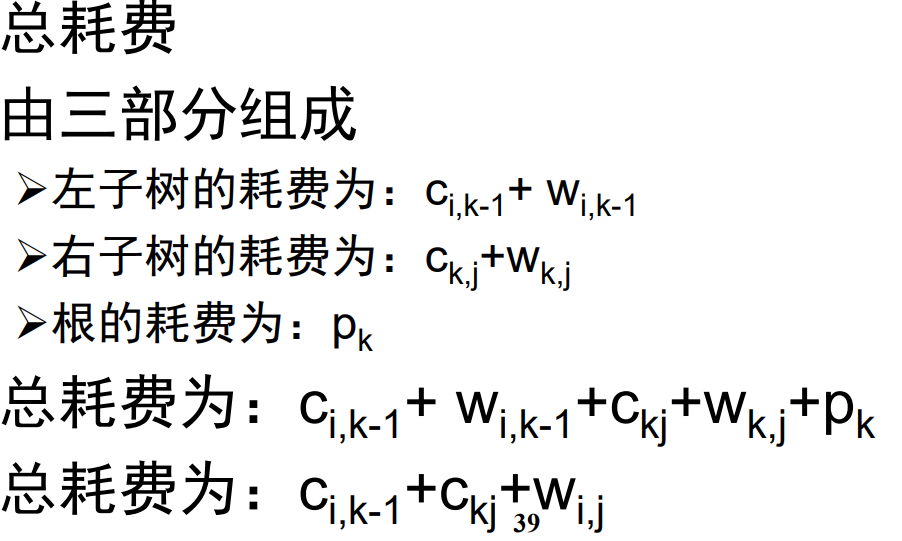 总耗费
由三部分组成
➢左子树的耗费为：c_{i,k-1}+ w_{i,k-1}
➢右子树的耗费为：c_{k,j}+w_{k,j}
➢根的耗费为：p_k
总耗费为：c_{i,k-1}+ w_{i,k-1}+c_{kj}+w_{k,j}+p_k
总耗费为：c_{i,k-1}+c_{kj}+w_{i,j}
39